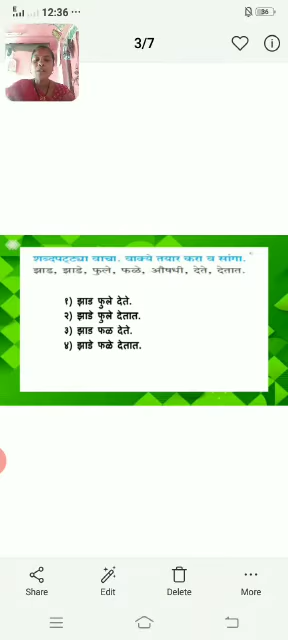 12:36
36
3/7
शब्दपट्ट्या वाचा. वाक्ये तयार करा व सांगा.
झाड, झाडे, फुले, फळे, औषधी, देते, देतात.
१) झाड फुले देते.
२) झाडे फुले देतात.
३) झाड फळ देते.
४) झाडे फळे देतात.
Share Edit Delete More